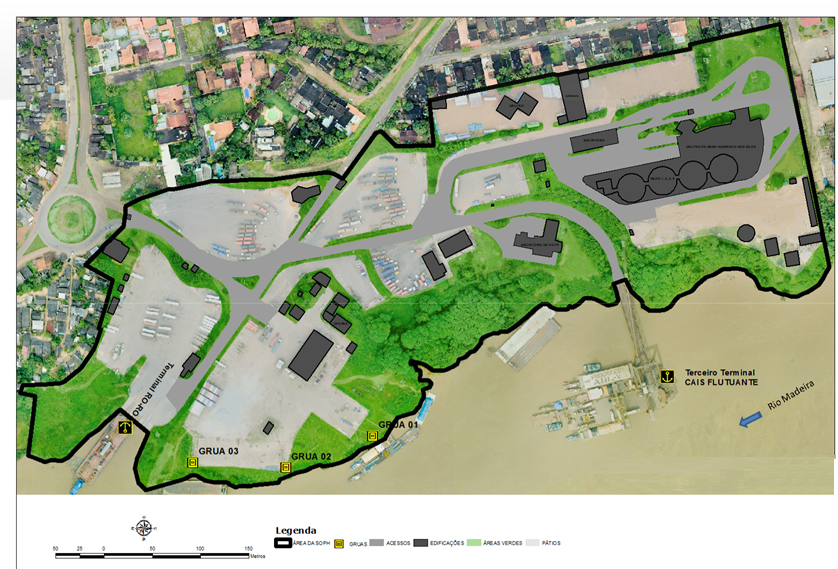 Terceiro Terminal
CAIS FLUTUANTE
Rio Madeira
Terminal RO-RO
GRUA 01
GRUA 02
GRUA 03
Legenda
ÁREA DA SOPH
GRUAS
ACESSOS
EDIFICAÇÕES
ÁREAS VERDES
PÁTIOS
50 25 0 50 100 150
Metros